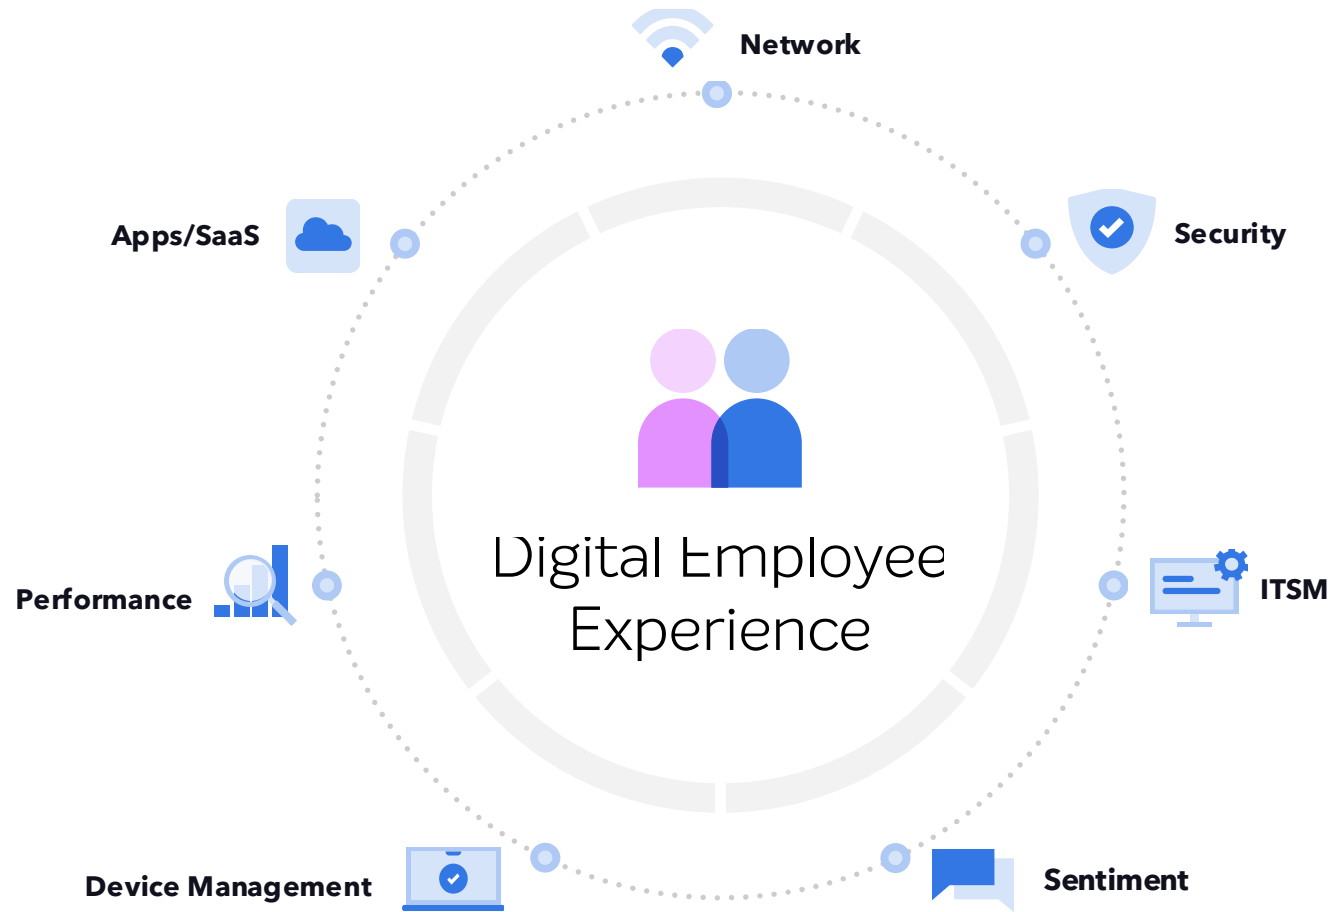 Network
Apps/SaaS
Security
Digital Employee
Experience
Performance
ITSM
Device Management
Sentiment